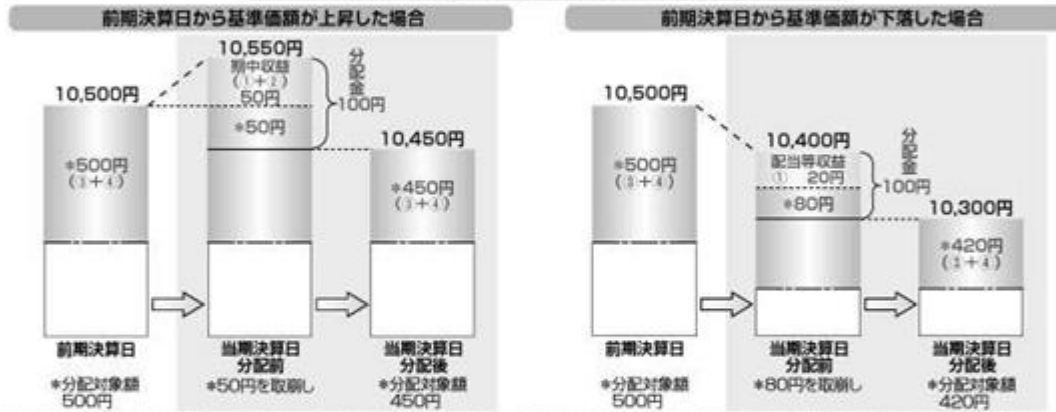 前期決算日から基準価額が上昇した場合
10,550円
期中収益
(①+②)
50円
*50円
分配金
100円
10,500円
*500円
(③+④)
10,450円
*450円
(③+④)
前期決算日
当期決算日
分配前
当期決算日
分配後
*分配対象額
500円
*50円を取崩し
*分配対象額
450円
前期決算日から基準価額が下落した場合
10,500円
*500円
(③+④)
10,400円
配当等収益
① 20円
*80円
分配金
100円
10,300円
*420円
(③+④)
前期決算日
当期決算日
分配前
当期決算日
分配後
*分配対象額
500円
*80円を取崩し
*分配対象額
420円